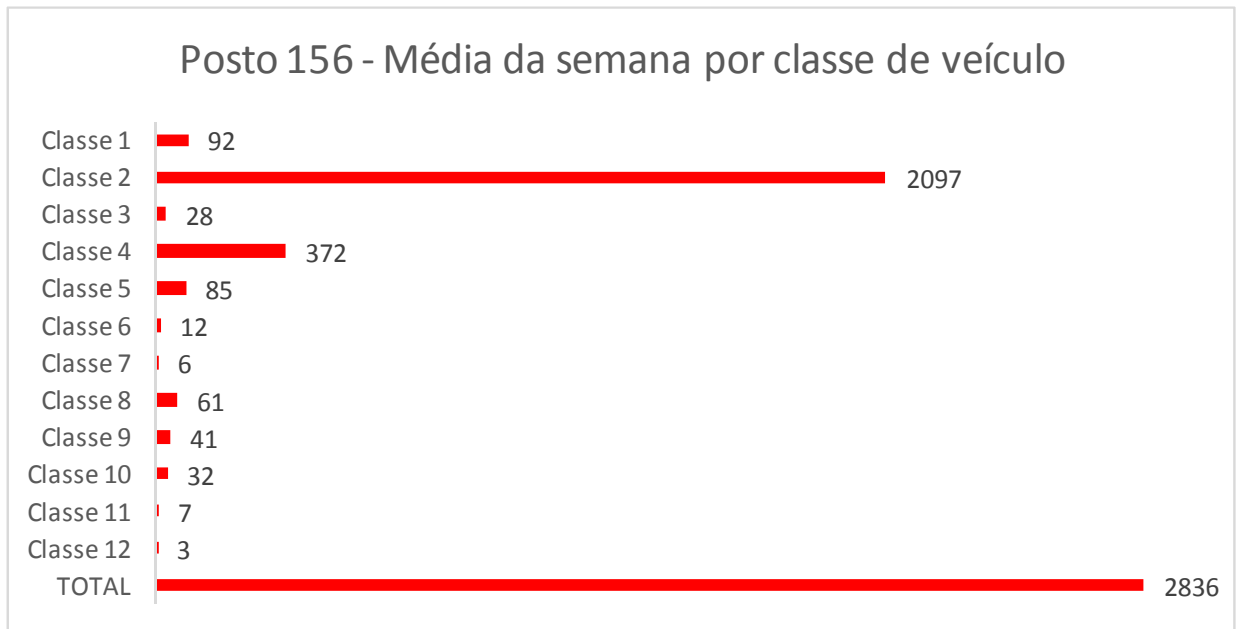 Posto 156 - Média da semana por classe de veículo
Classe 1 92
Classe 2 2097
Classe 3 28
Classe 4 372
Classe 5 85
Classe 6 12
Classe 7 6
Classe 8 61
Classe 9 41
Classe 10 32
Classe 11 7
Classe 12 3
TOTAL 2836